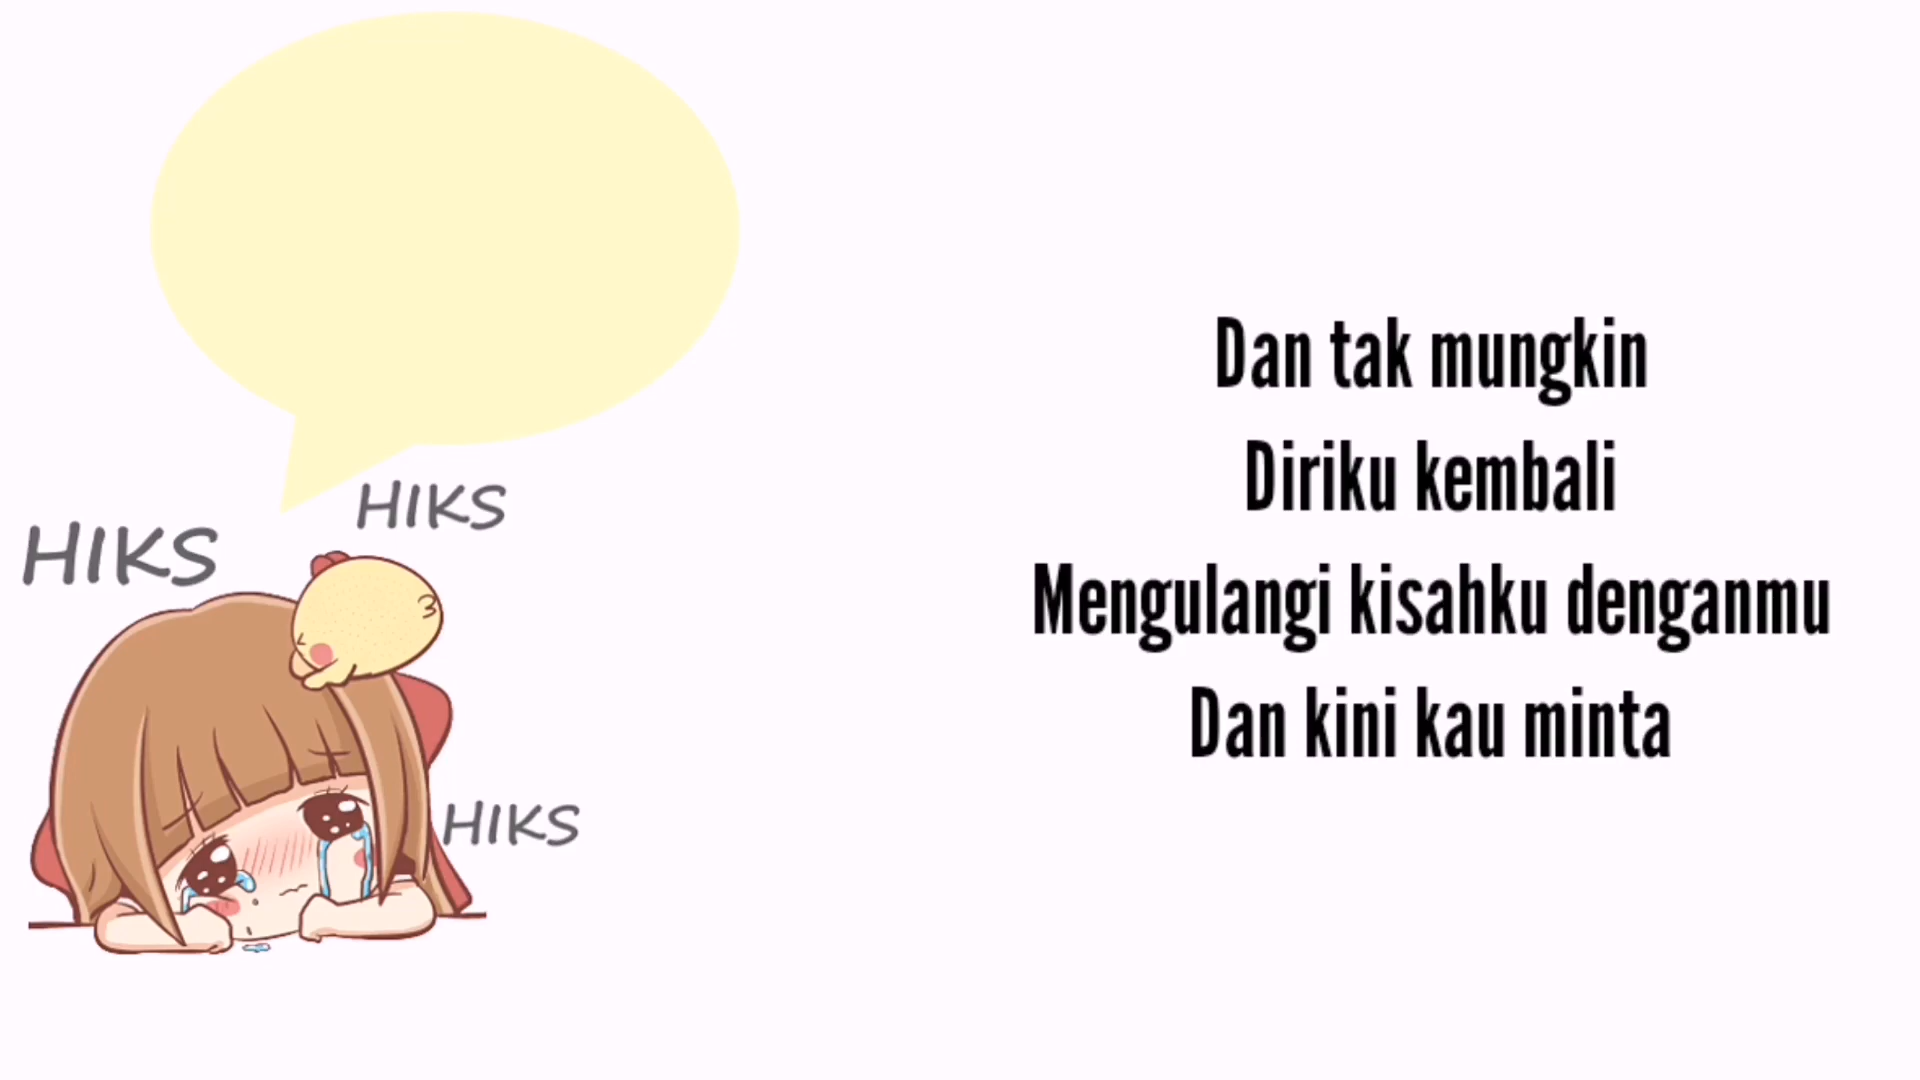 HIKS
HIKS
HIKS
Dan tak mungkin
Diriku kembali
Mengulangi kisahku denganmu
Dan kini kau minta